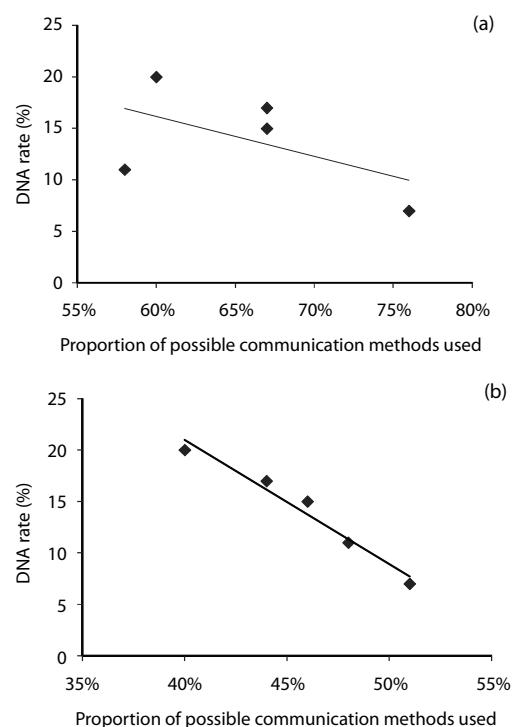 (a)
25
20
15
10
5
0
DNA rate (%)
55% 60% 65% 70% 75% 80%
Proportion of possible communication methods used
(b)
25
20
15
10
5
0
DNA rate (%)
35% 40% 45% 50% 55%
Proportion of possible communication methods used